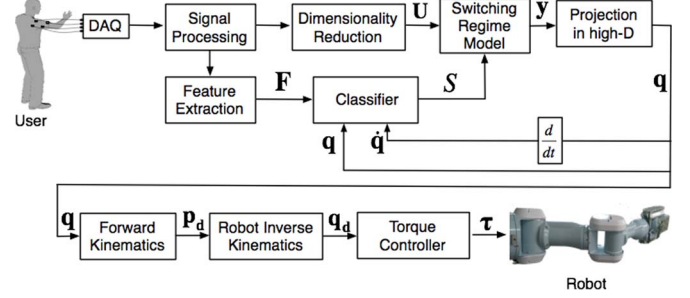 DAQ
Signal
Processing
Dimensionality
Reduction
U
Switching
Regime
Model
y
Projection
in high-D
q
User
Feature
Extraction
F
Classifier
S
q
q̇
d
dt
q
Forward
Kinematics
p_d
Robot Inverse
Kinematics
q_d
Torque
Controller
τ
Robot